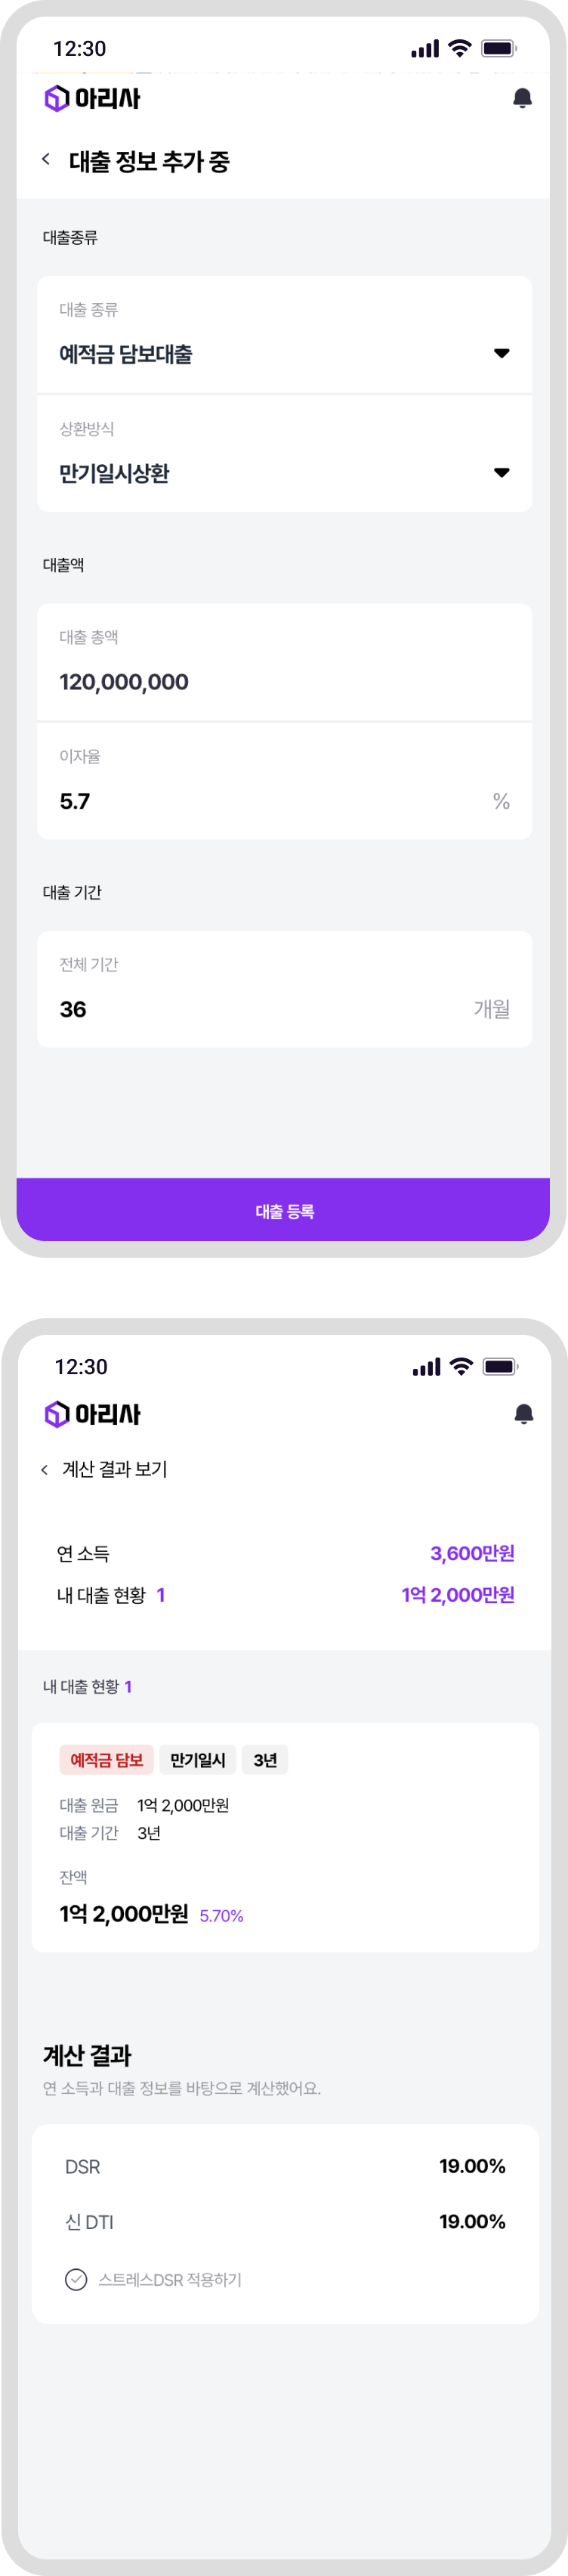 12:30
아리사
대출 정보 추가 중
대출종류
대출 종류
예적금 담보대출
상환방식
만기일시상환
대출액
대출 총액
120,000,000
이자율
5.7 %
대출 기간
전체 기간
36 개월
대출 등록
12:30
아리사
계산 결과 보기
연 소득 3,600만원
내 대출 현황 1 1억 2,000만원
내 대출 현황 1
예적금 담보 만기일시 3년
대출 원금 1억 2,000만원
대출 기간 3년
잔액
1억 2,000만원 5.70%
계산 결과
연 소득과 대출 정보를 바탕으로 계산했어요.
DSR 19.00%
신 DTI 19.00%
스트레스DSR 적용하기